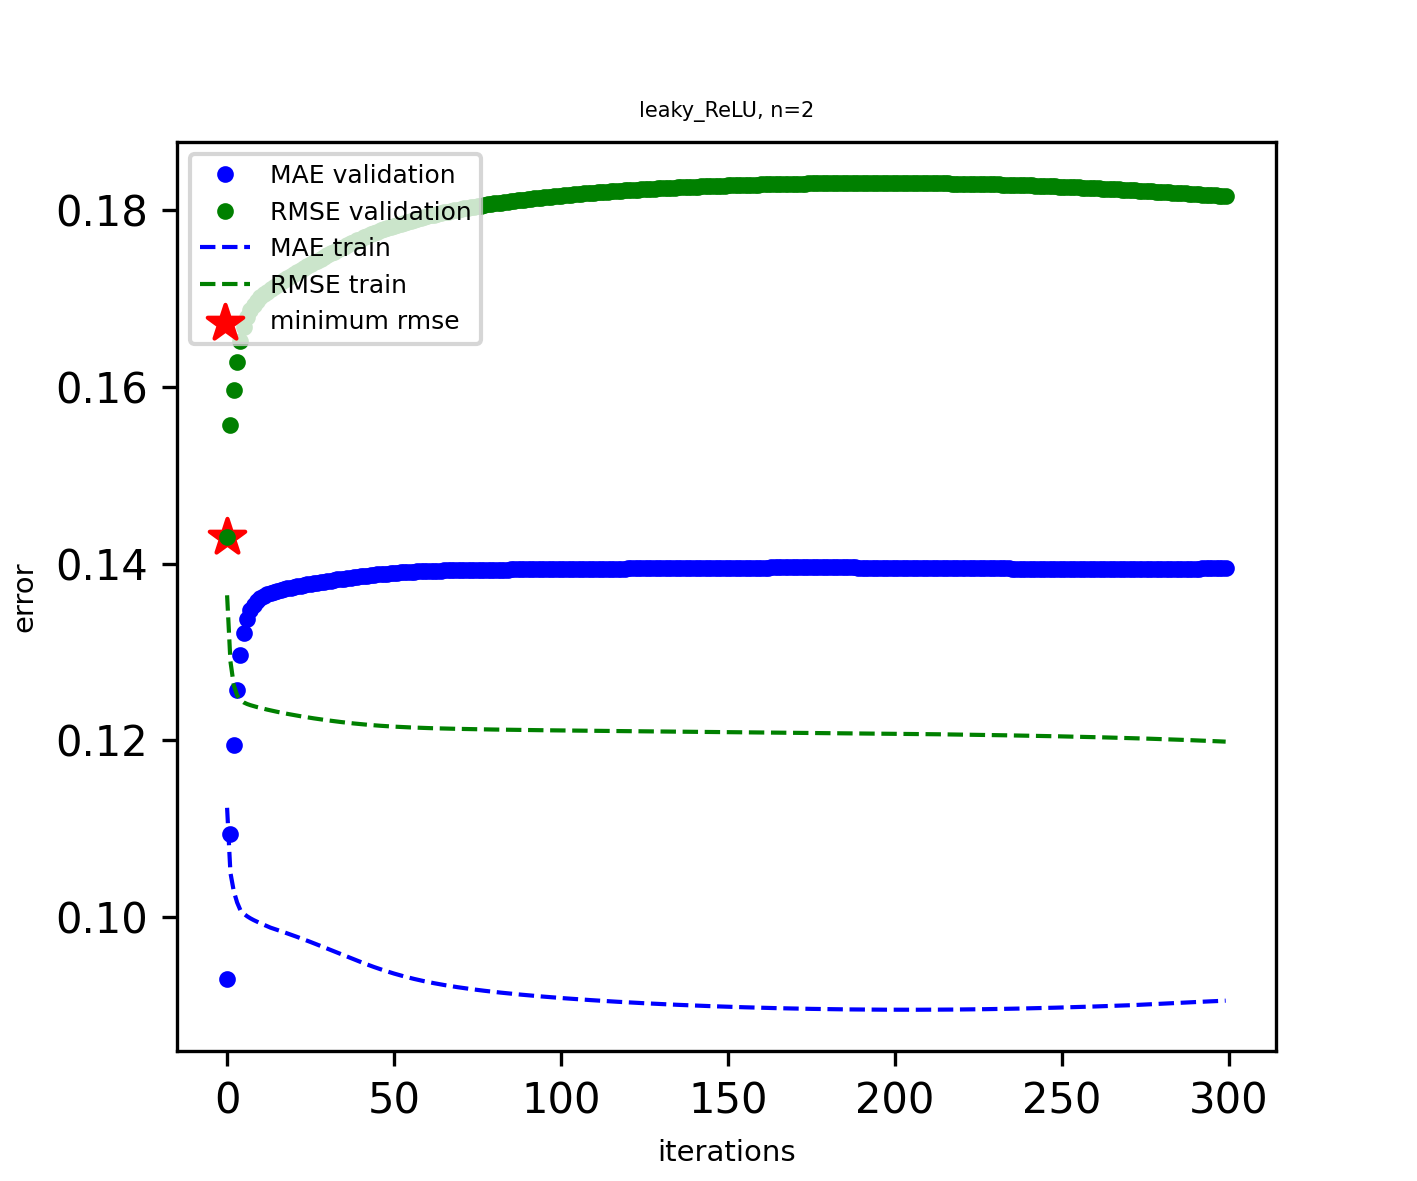 leaky_ReLU, n=2
MAE validation
RMSE validation
MAE train
RMSE train
minimum rmse
0.18
0.16
0.14
0.12
0.10
error
0 50 100 150 200 250 300
iterations